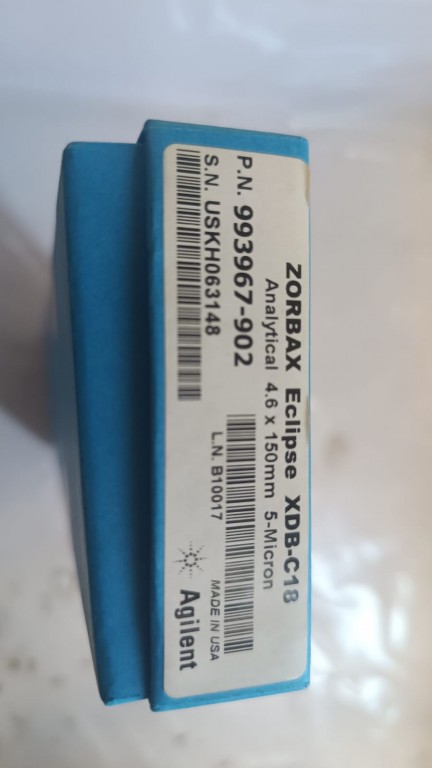 ZORBAX Eclipse XDB-C18
Analytical 4.6 x 150mm 5-Micron
P.N. 993967-902
S.N. USKH063148
L.N. B10017
MADE IN USA
Agilent